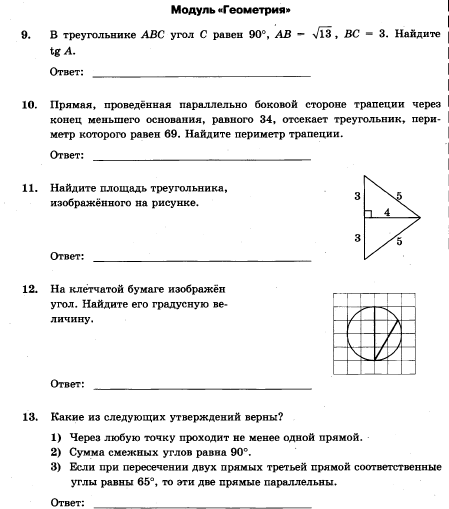 Модуль «Геометрия»
9. В треугольнике ABC угол C равен 90°, AB = √13 , BC = 3. Найдите
tg A.
Ответ:
10. Прямая, проведённая параллельно боковой стороне трапеции через
конец меньшего основания, равного 34, отсекает треугольник, пери-
метр которого равен 69. Найдите периметр трапеции.
Ответ:
11. Найдите площадь треугольника,
изображённого на рисунке.
3
5
4
3
5
Ответ:
12. На клетчатой бумаге изображён
угол. Найдите его градусную ве-
личину.
Ответ:
13. Какие из следующих утверждений верны?
1) Через любую точку проходит не менее одной прямой.
2) Сумма смежных углов равна 90°.
3) Если при пересечении двух прямых третьей прямой соответственные
углы равны 65°, то эти две прямые параллельны.
Ответ: